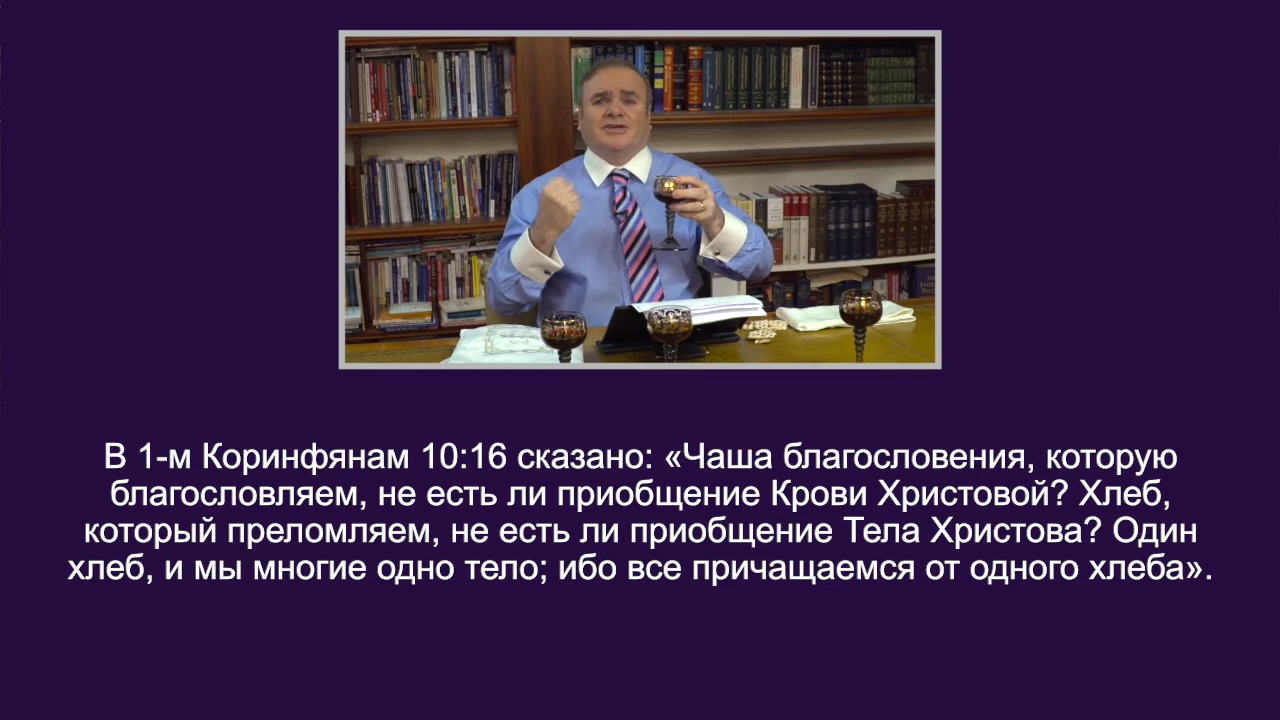 В 1-м Коринфянам 10:16 сказано: «Чаша благословения, которую
благословляем, не есть ли приобщение Крови Христовой? Хлеб,
который преломляем, не есть ли приобщение Тела Христова? Один
хлеб, и мы многие одно тело; ибо все причащаемся от одного хлеба».